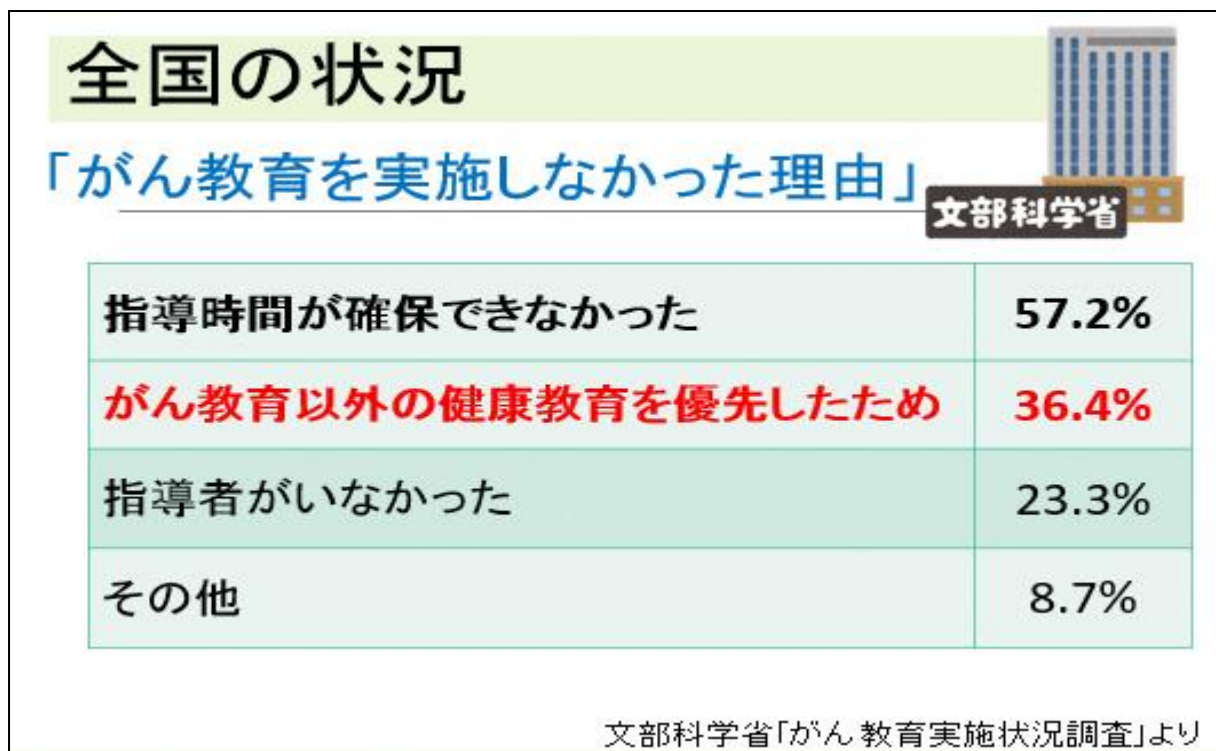 全国の状況
「がん教育を実施しなかった理由」
文部科学省
指導時間が確保できなかった 57.2%
がん教育以外の健康教育を優先したため 36.4%
指導者がいなかった 23.3%
その他 8.7%
文部科学省「がん教育実施状況調査」より